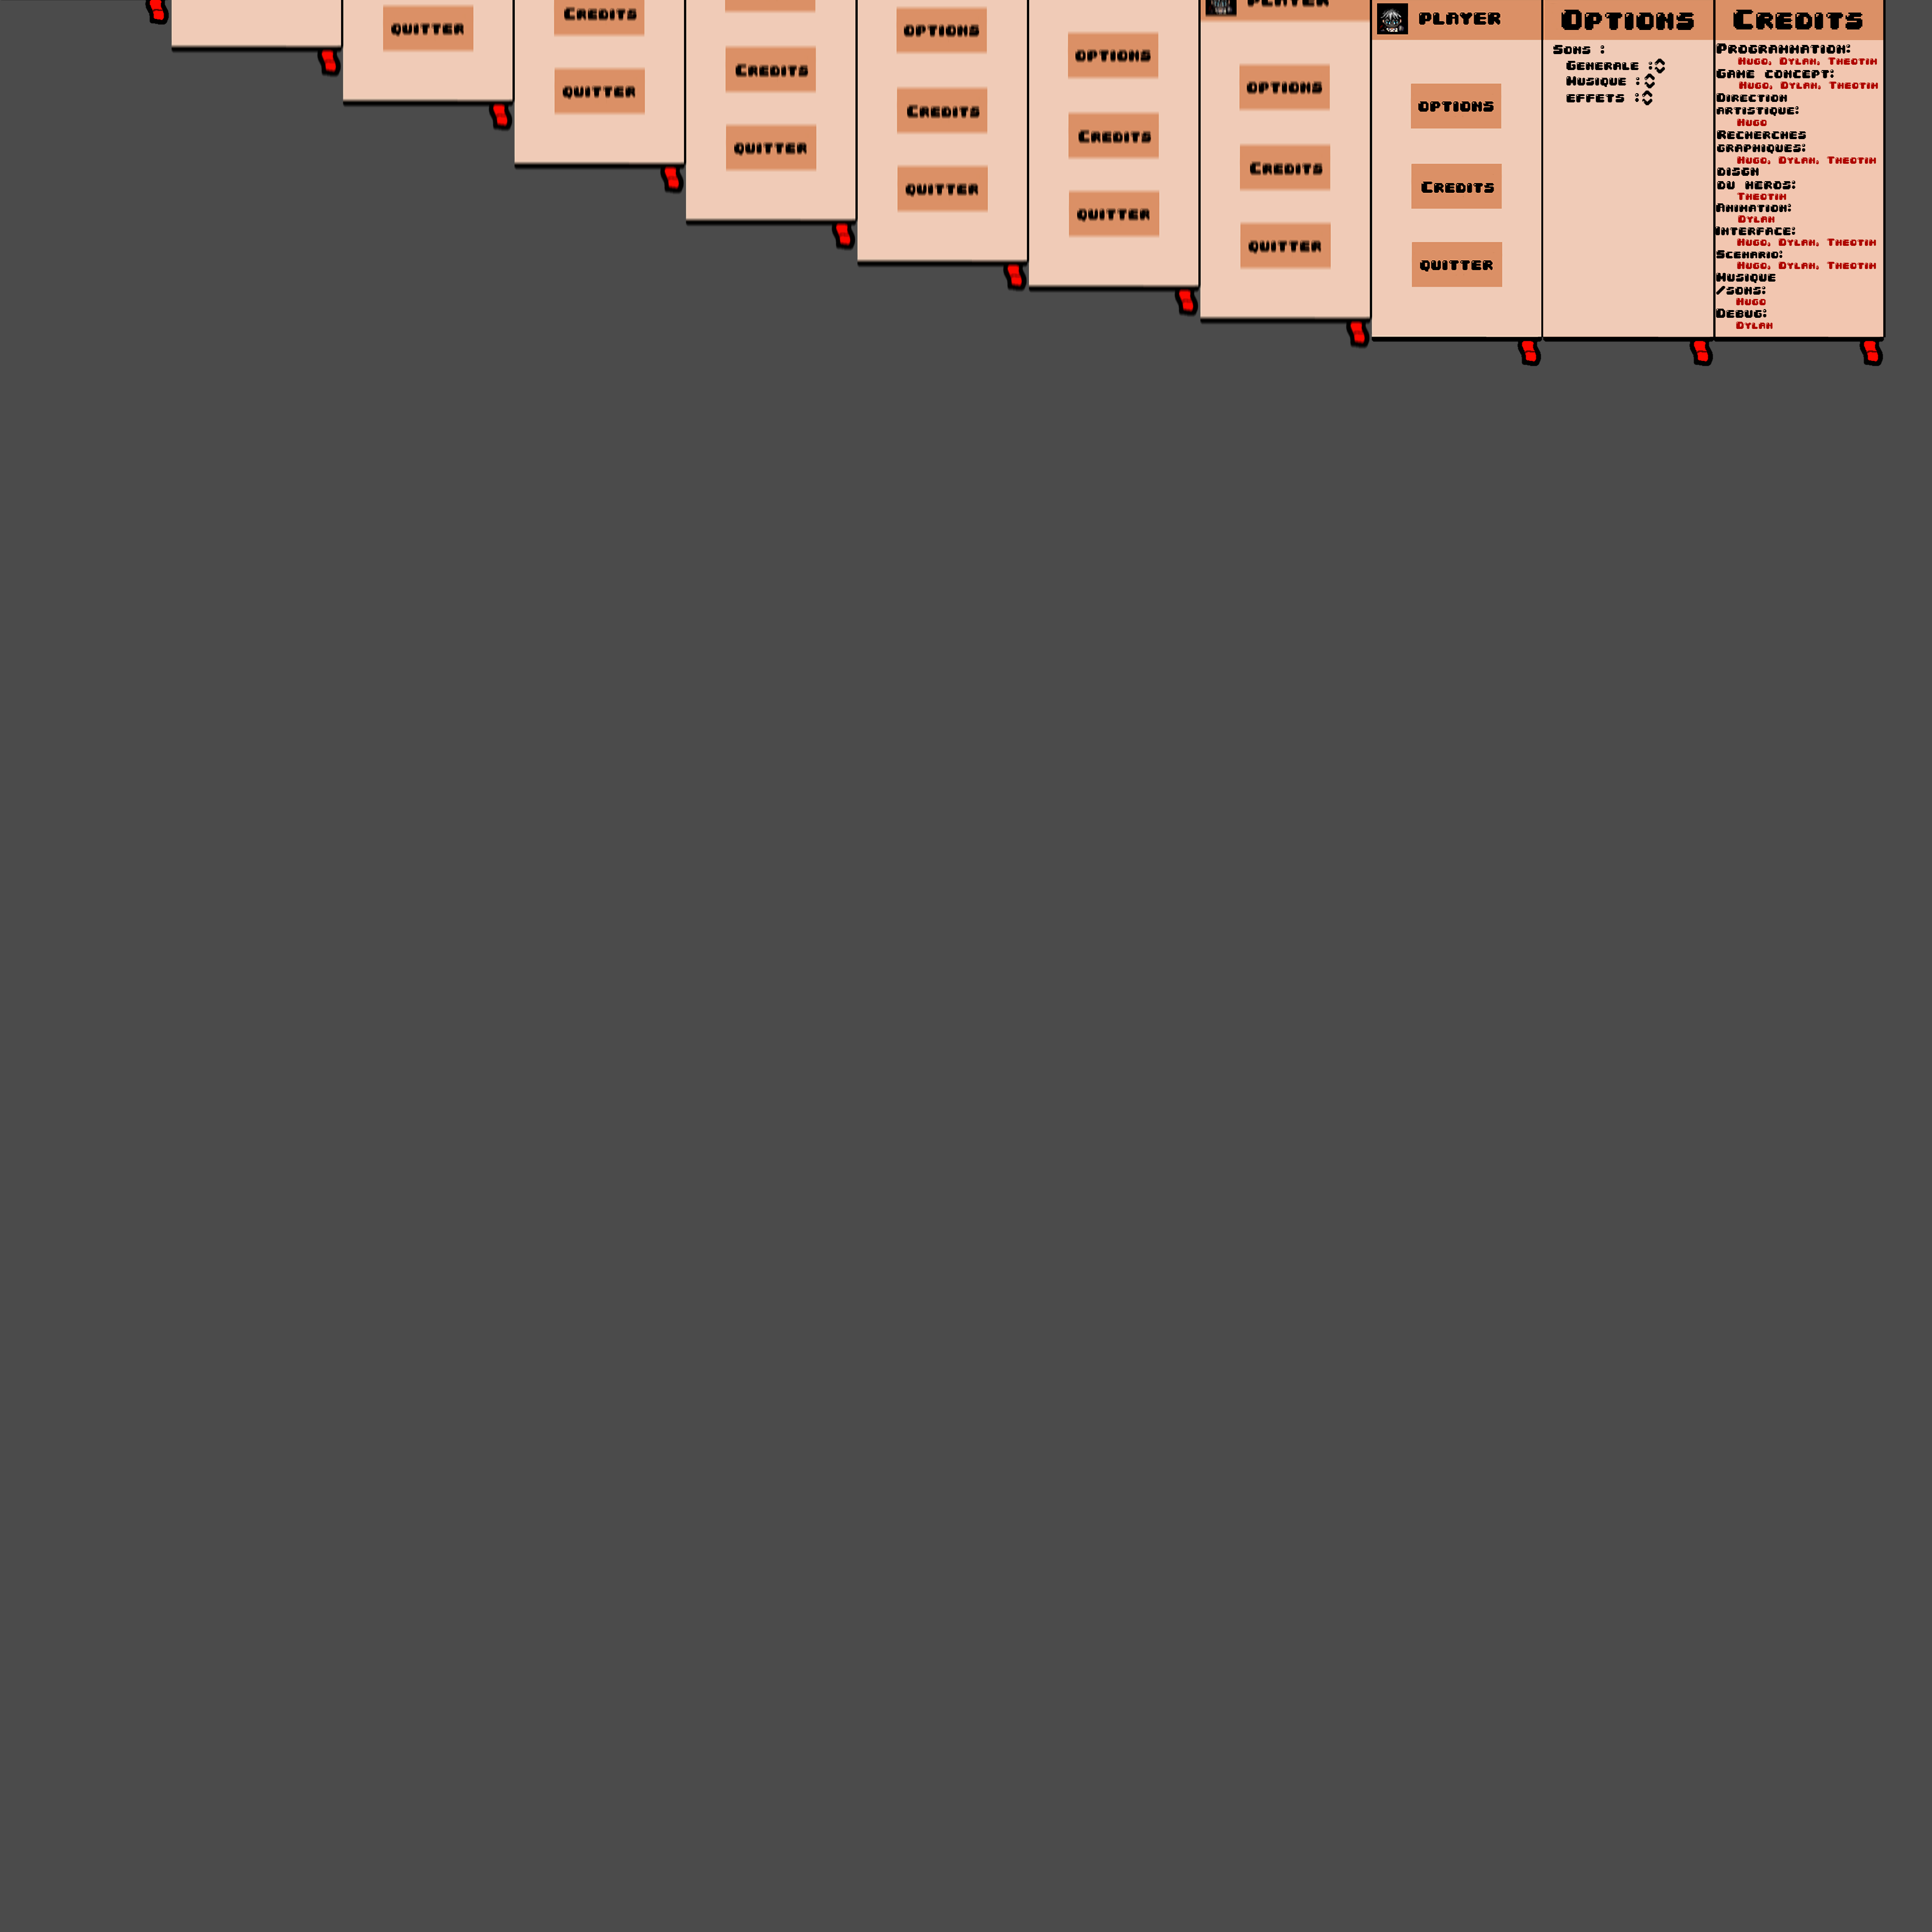 QUITTER
CREDITS
QUITTER
CREDITS
QUITTER
OPTIONS
CREDITS
QUITTER
OPTIONS
CREDITS
QUITTER
PLAYER
OPTIONS
CREDITS
QUITTER
PLAYER
OPTIONS
CREDITS
QUITTER
OPTIONS
SONS :
GENERALE :
MUSIQUE :
EFFETS :
CREDITS
PROGRAMMATION:
HUGO, DYLAN, THEOTIM
GAME CONCEPT:
HUGO, DYLAN, THEOTIM
DIRECTION
ARTISTIQUE:
HUGO
RECHERCHES
GRAPHIQUES:
HUGO, DYLAN, THEOTIM
DISGN
DU HEROS:
THEOTIM
ANIMATION:
DYLAN
INTERFACE:
HUGO, DYLAN, THEOTIM
SCENARIO:
HUGO, DYLAN, THEOTIM
MUSIQUE
/SONS:
HUGO
DEBUG:
DYLAN